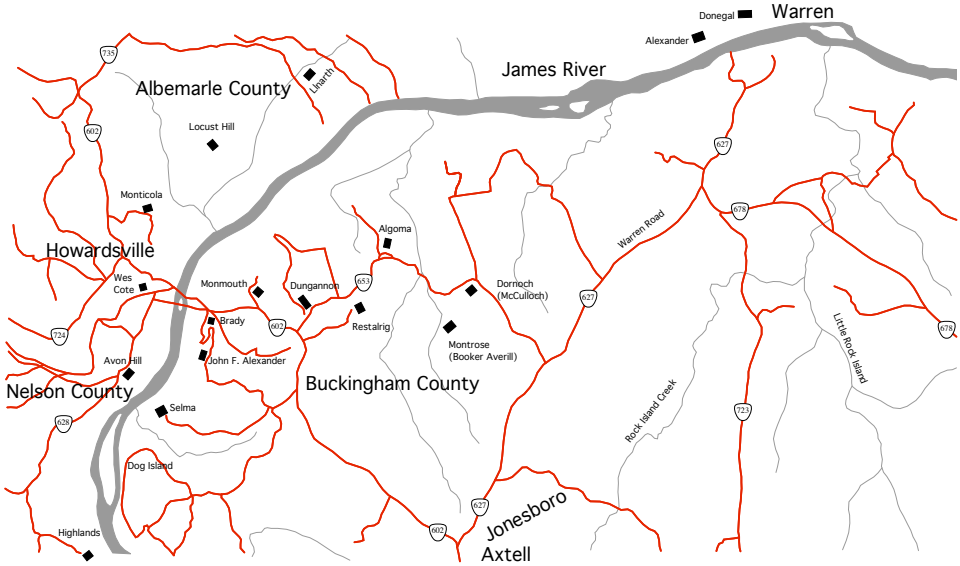 Donegal
Warren
Alexander
735
James River
Linarth
Albemarle County
602
Locust Hill
627
Monticola
678
Warren Road
Algoma
Howardsville
Wes
Cote
Monmouth
Dungannon
653
Dornoch
(McCulloch)
627
Brady
602
Restalrig
724
678
Montrose
(Booker Averill)
Little Rock Island
Avon Hill
John F. Alexander
Nelson County
Buckingham County
Rock Island Creek
Selma
628
723
Dog Island
627
Jonesboro
602
Highlands
Axtell